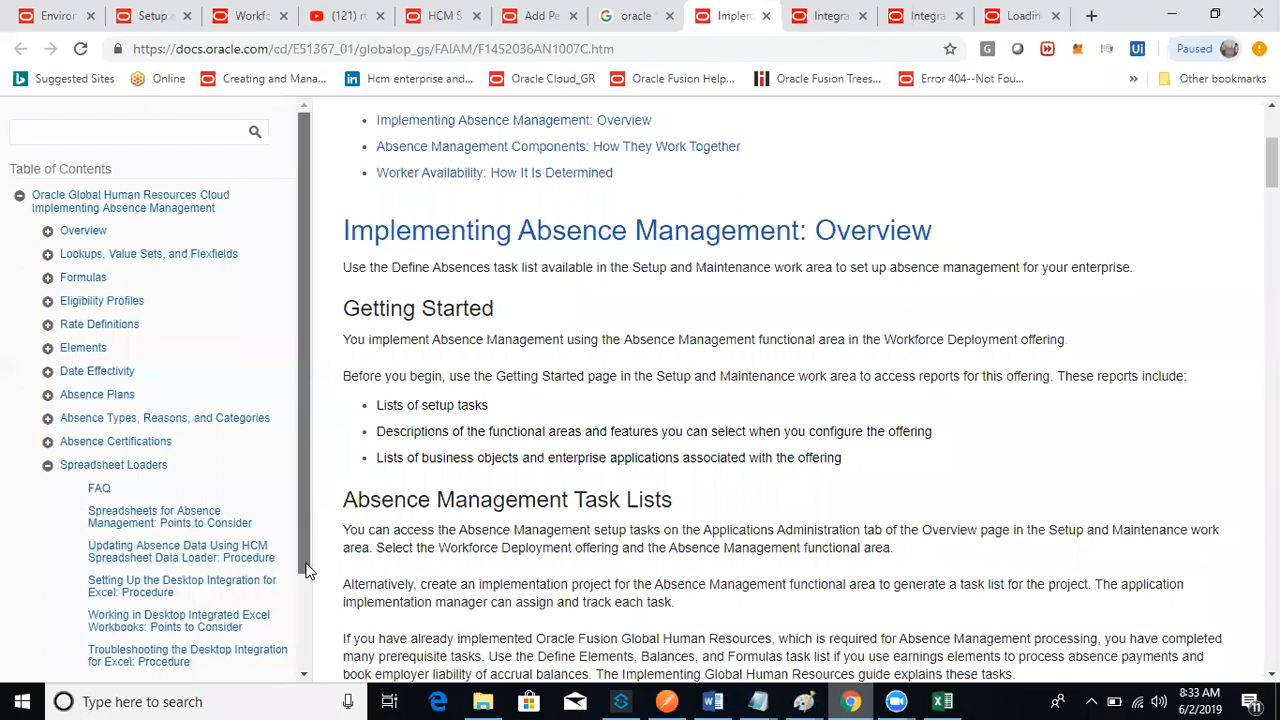 Environ
Setup a
Workfo
(121) rt
HCM S
Add Pe
oracle
Implem
Integra
Integra
Loadin
https://docs.oracle.com/cd/E51367_01/globalop_gs/FAIAM/F1452036AN1007C.htm
Paused
Suggested Sites
Online
Creating and Mana...
Hcm enterprise and...
Oracle Cloud_GR
Oracle Fusion Help...
Oracle Fusion Trees...
Error 404--Not Fou...
»
Other bookmarks
Table of Contents
Oracle Global Human Resources Cloud
Implementing Absence Management
Overview
Lookups, Value Sets, and Flexfields
Formulas
Eligibility Profiles
Rate Definitions
Elements
Date Effectivity
Absence Plans
Absence Types, Reasons, and Categories
Absence Certifications
Spreadsheet Loaders
FAQ
Spreadsheets for Absence
Management: Points to Consider
Updating Absence Data Using HCM
Spreadsheet Data Loader: Procedure
Setting Up the Desktop Integration for
Excel: Procedure
Working in Desktop Integrated Excel
Workbooks: Points to Consider
Troubleshooting the Desktop Integration
for Excel: Procedure
• Implementing Absence Management: Overview
• Absence Management Components: How They Work Together
• Worker Availability: How It Is Determined
Implementing Absence Management: Overview
Use the Define Absences task list available in the Setup and Maintenance work area to set up absence management for your enterprise.
Getting Started
You implement Absence Management using the Absence Management functional area in the Workforce Deployment offering.
Before you begin, use the Getting Started page in the Setup and Maintenance work area to access reports for this offering. These reports include:
• Lists of setup tasks
• Descriptions of the functional areas and features you can select when you configure the offering
• Lists of business objects and enterprise applications associated with the offering
Absence Management Task Lists
You can access the Absence Management setup tasks on the Applications Administration tab of the Overview page in the Setup and Maintenance work
area. Select the Workforce Deployment offering and the Absence Management functional area.
Alternatively, create an implementation project for the Absence Management functional area to generate a task list for the project. The application
implementation manager can assign and track each task.
If you have already implemented Oracle Fusion Global Human Resources, which is required for Absence Management processing, you have completed
many prerequisite tasks. Use the Define Elements, Balances, and Formulas task list if you use earnings elements to process absence payments and
book employer liability of accrual balances. The Implementing Global Human Resources guide explains these tasks.
Type here to search
8:33 AM
6/2/2019